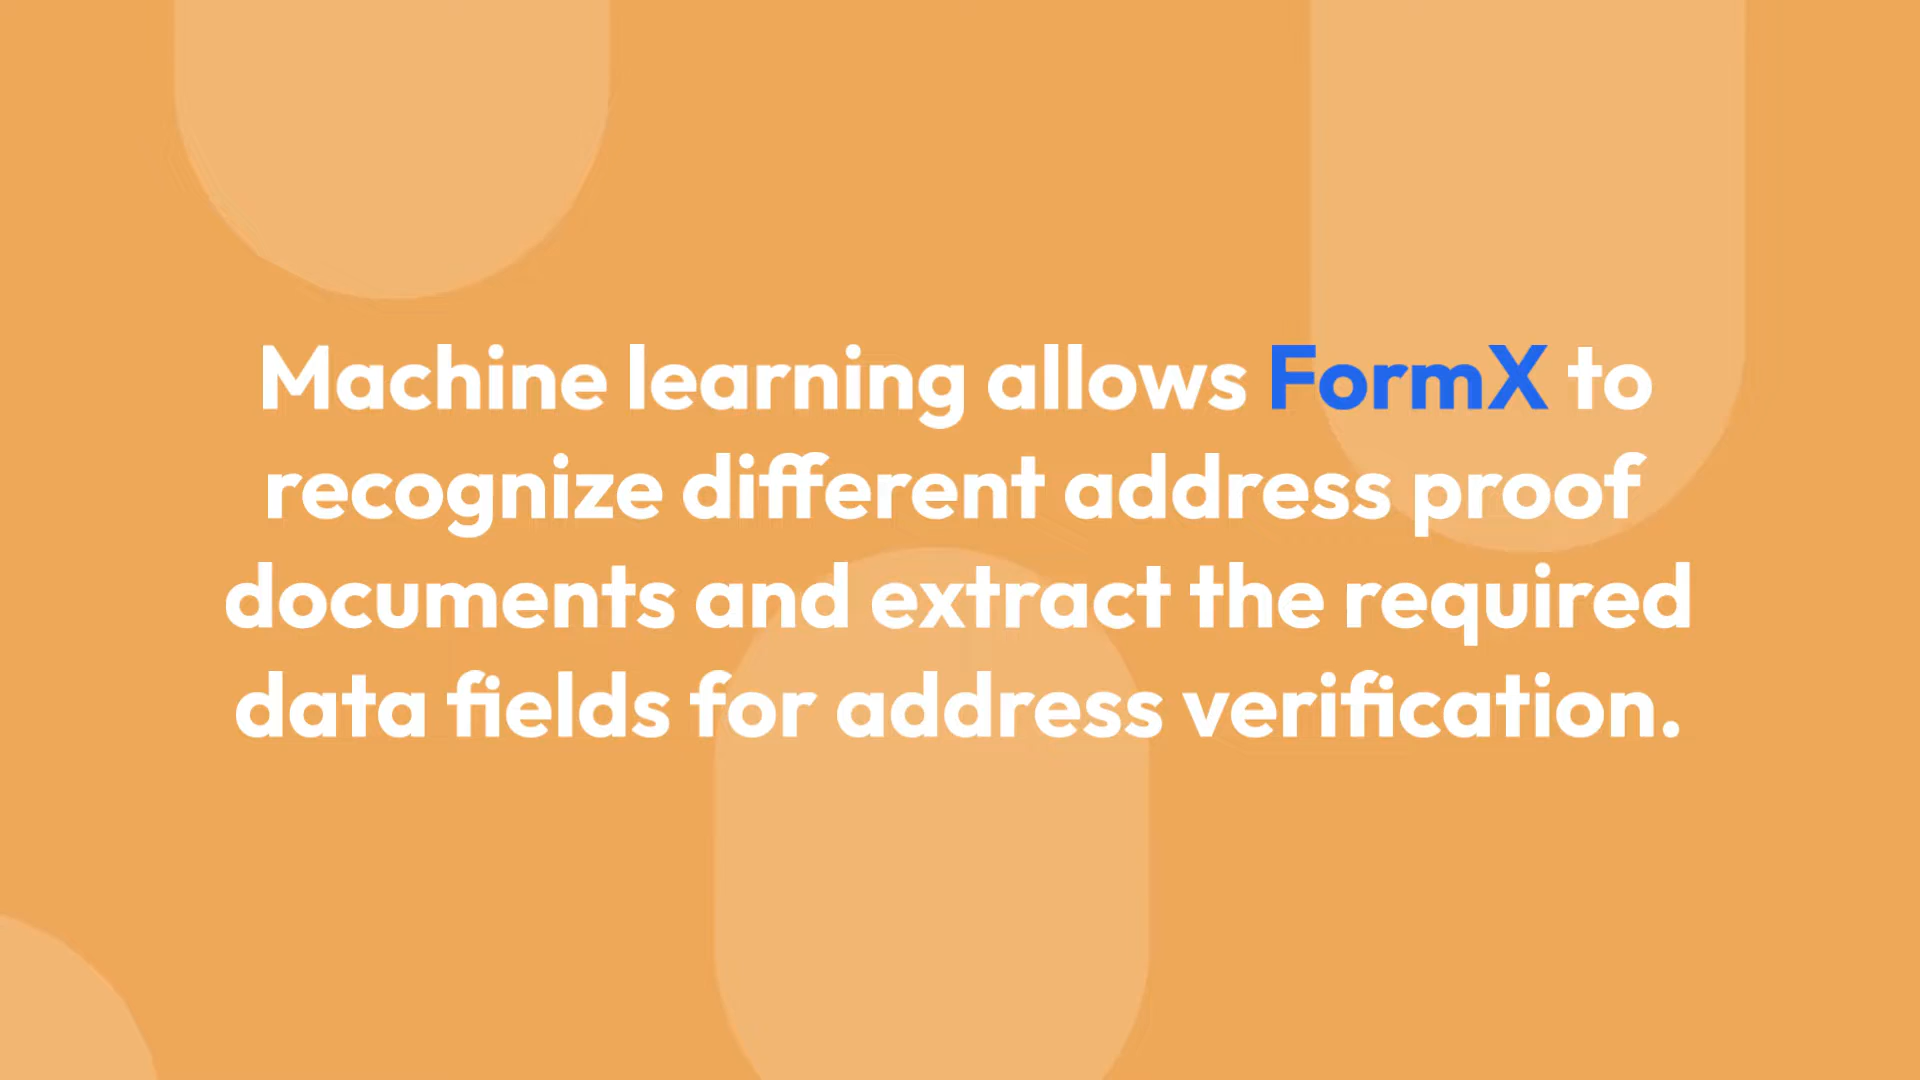 Machine learning allows FormX to
recognize different address proof
documents and extract the required
data fields for address verification.